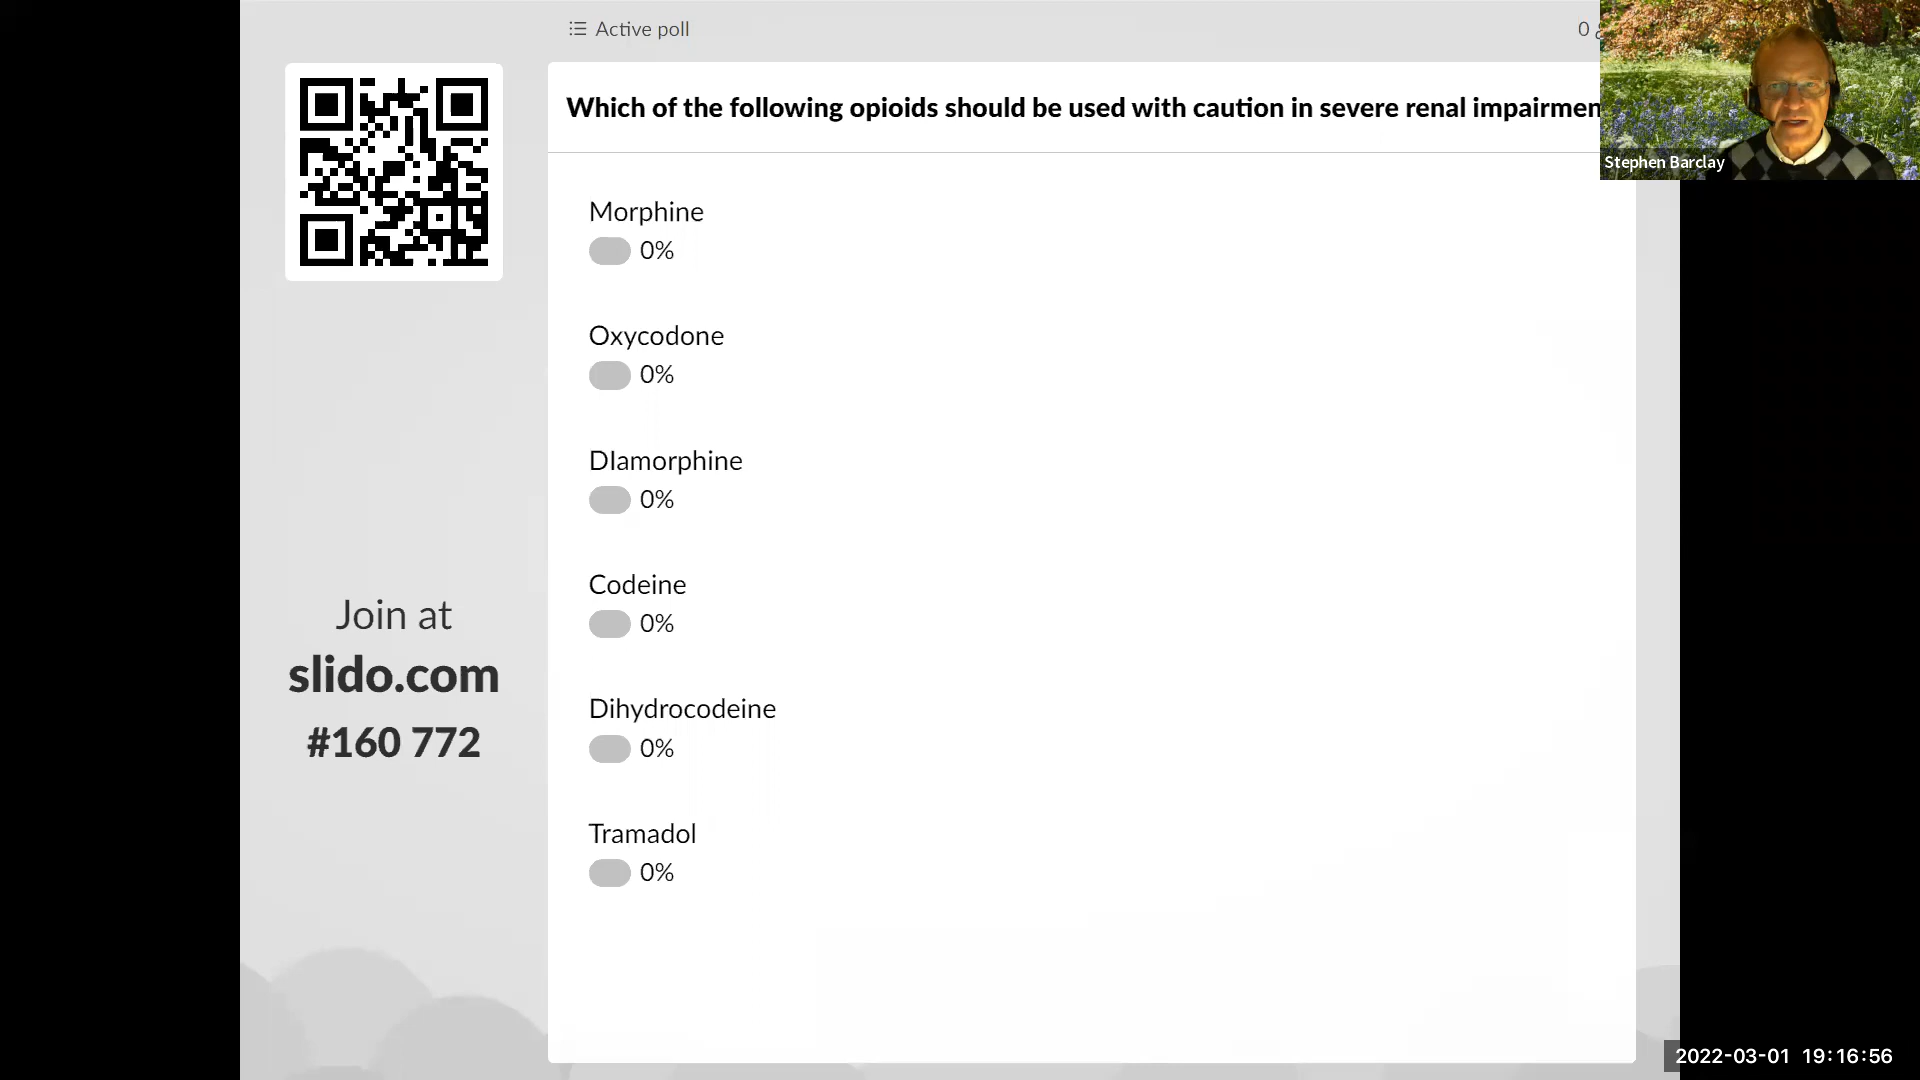 Active poll
0
Which of the following opioids should be used with caution in severe renal impairmen
Stephen Barclay
Morphine
0%
Oxycodone
0%
DIamorphine
0%
Codeine
0%
Dihydrocodeine
0%
Tramadol
0%
Join at
slido.com
#160 772
2022-03-01 19:16:56